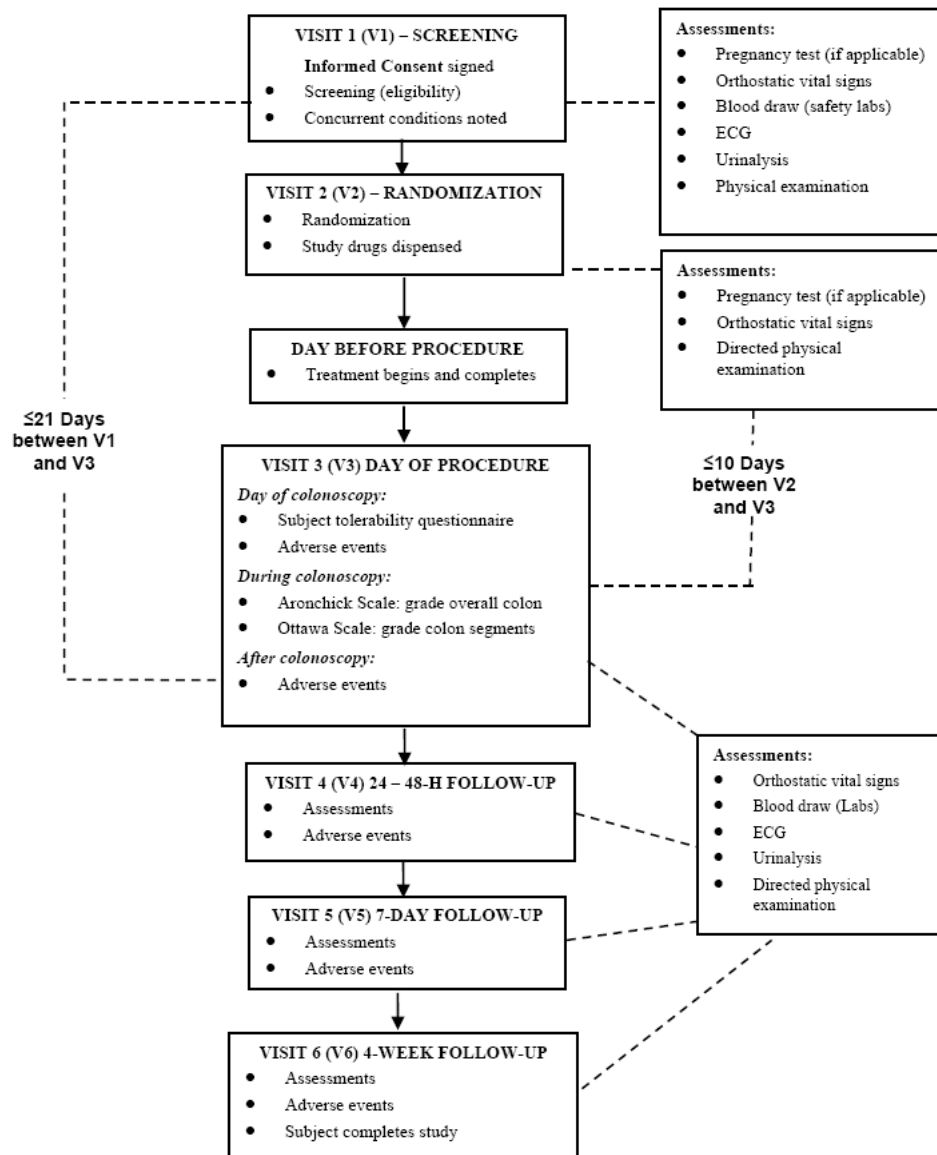 VISIT 1 (V1) – SCREENING
Informed Consent signed
● Screening (eligibility)
● Concurrent conditions noted
Assessments:
● Pregnancy test (if applicable)
● Orthostatic vital signs
● Blood draw (safety labs)
● ECG
● Urinalysis
● Physical examination
VISIT 2 (V2) – RANDOMIZATION
● Randomization
● Study drugs dispensed
Assessments:
● Pregnancy test (if applicable)
● Orthostatic vital signs
● Directed physical
examination
DAY BEFORE PROCEDURE
● Treatment begins and completes
≤21 Days
between V1
and V3
≤10 Days
between V2
and V3
VISIT 3 (V3) DAY OF PROCEDURE
Day of colonoscopy:
● Subject tolerability questionnaire
● Adverse events
During colonoscopy:
● Aronchick Scale: grade overall colon
● Ottawa Scale: grade colon segments
After colonoscopy:
● Adverse events
Assessments:
● Orthostatic vital signs
● Blood draw (Labs)
● ECG
● Urinalysis
● Directed physical
examination
VISIT 4 (V4) 24 – 48-H FOLLOW-UP
● Assessments
● Adverse events
VISIT 5 (V5) 7-DAY FOLLOW-UP
● Assessments
● Adverse events
VISIT 6 (V6) 4-WEEK FOLLOW-UP
● Assessments
● Adverse events
● Subject completes study